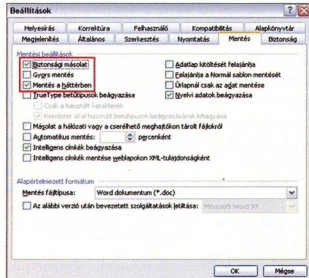 Beállítások
Helyesírás Korrektúra Felhasználó Kompatibilitás Alapkönyvtár
Megjelenítés Általános Szerkesztés Nyomtatás Mentés Biztonság
Mentési beállítások
Biztonsági másolat
Gyors mentés
Mentés a háttérben
TrueType betűtípusok beágyazása
Csak a használt karakterek
Rendszer által használt betűtípusok beágyazásának kihagyása
Másolat a hálózati vagy a cserélhető meghajtókon tárolt fájlokról
Automatikus mentés: percenként
Intelligens címkék beágyazása
Intelligens címkék mentése weblapokon XML-tulajdonságként
Adatlap kitöltését felajánlja
Felajánlja a Normál sablon mentését
Űrlapnál csak az adat mentése
Nyelvi adatok beágyazása
Alapértelmezett formátum
Mentés fájltípusa: Word dokumentum (*.doc)
Az alábbi verzió után bevezetett szolgáltatások letiltása: Microsoft Word 97
OK Mégse